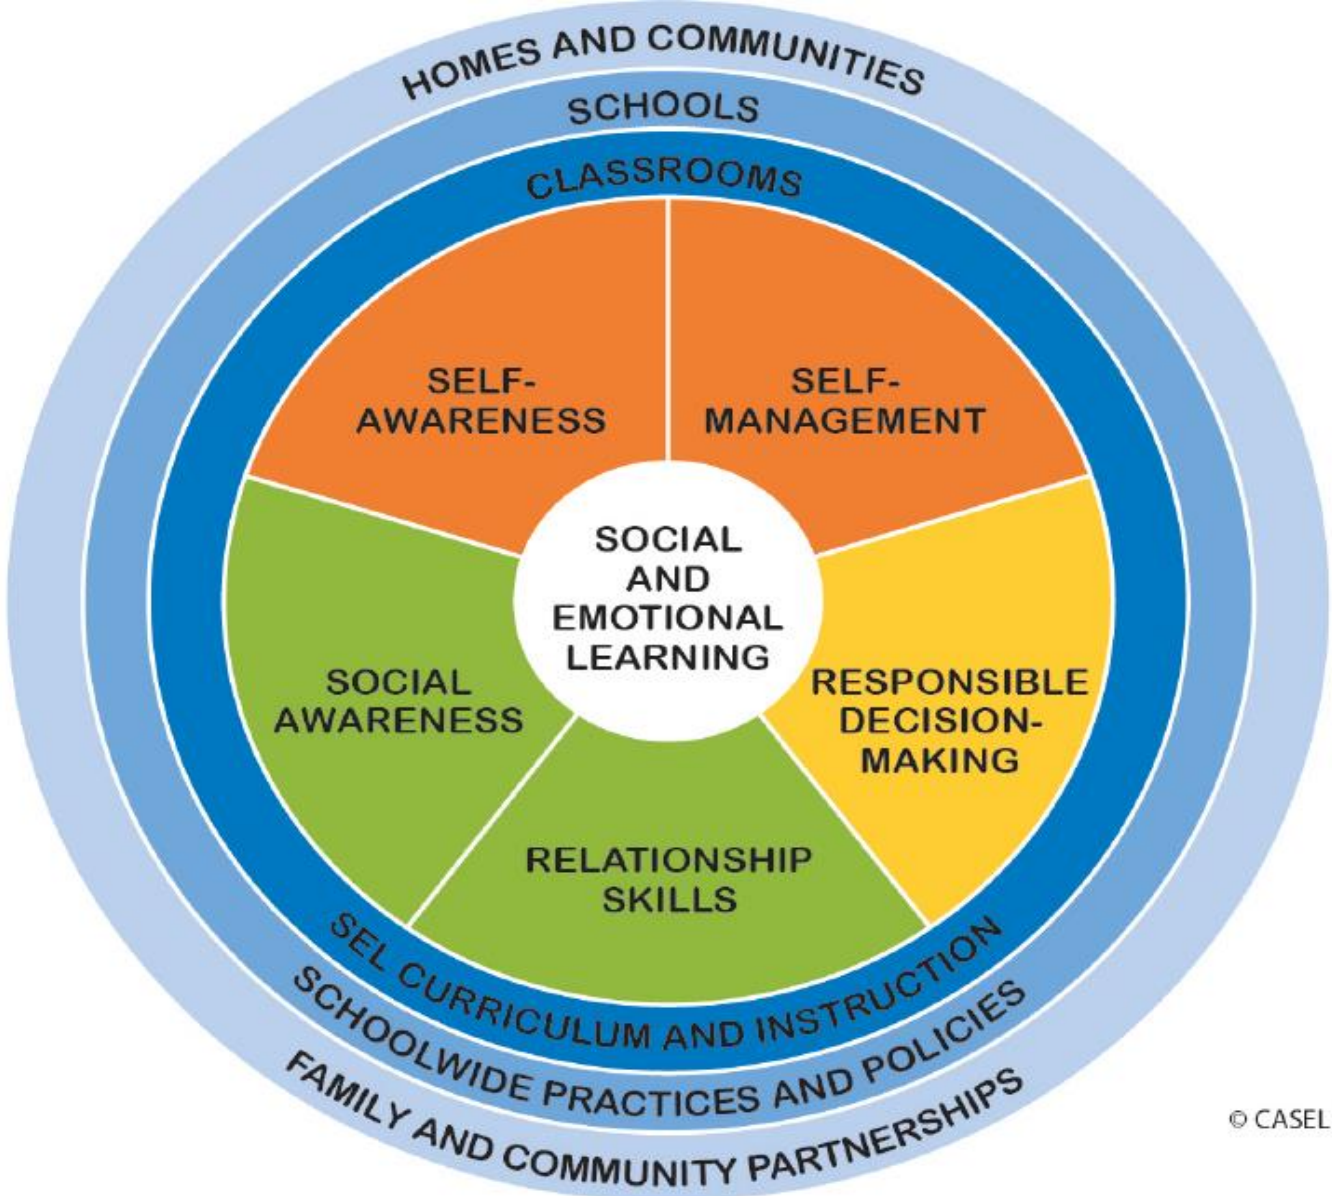 HOMES AND COMMUNITIES
SCHOOLS
CLASSROOMS
SELF-
AWARENESS
SELF-
MANAGEMENT
SOCIAL
AND
EMOTIONAL
LEARNING
SOCIAL
AWARENESS
RESPONSIBLE
DECISION-
MAKING
RELATIONSHIP
SKILLS
SEL CURRICULUM AND INSTRUCTION
SCHOOLWIDE PRACTICES AND POLICIES
FAMILY AND COMMUNITY PARTNERSHIPS
© CASEL